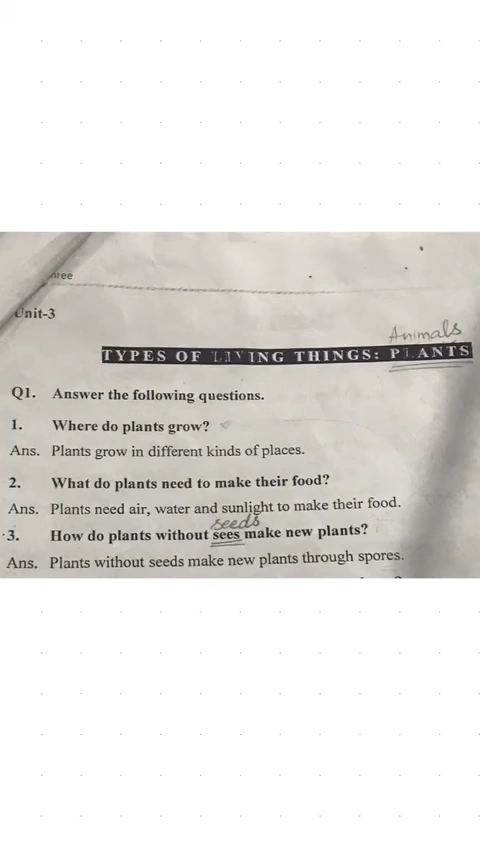 Unit-3
Animals
TYPES OF LIVING THINGS: PLANTS
Q1. Answer the following questions.
1. Where do plants grow?
Ans. Plants grow in different kinds of places.
2. What do plants need to make their food?
Ans. Plants need air, water and sunlight to make their food.
seeds
3. How do plants without sees make new plants?
Ans. Plants without seeds make new plants through spores.